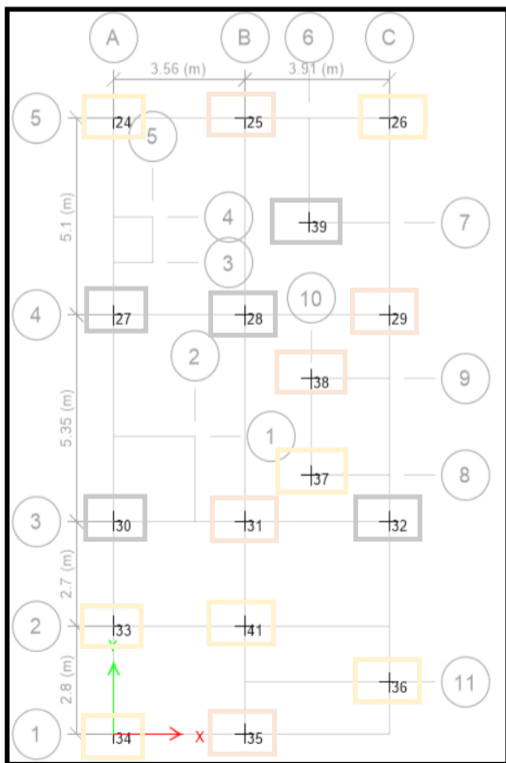 A B 6 C
3.56 (m) 3.91 (m)
5 24 25 26
5
4 39 7
5.1 (m)
3
10
4 27 28 29
2
38 9
5.35 (m)
1
37 8
3 30 31 32
2.7 (m)
2 33 41
Y
2.8 (m)
36 11
1 34 X 35